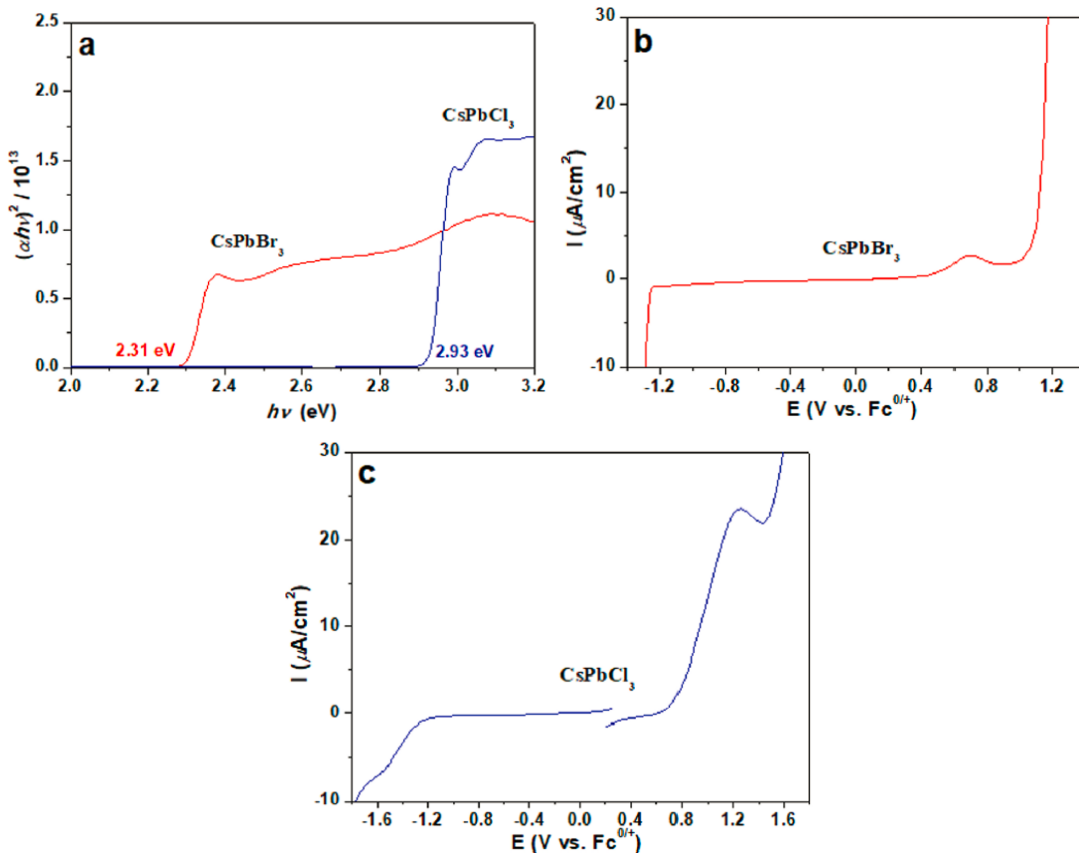 a
2.5
2.0
1.5
1.0
0.5
0.0
(αhν)² / 10¹³
CsPbCl₃
CsPbBr₃
2.31 eV
2.93 eV
2.0 2.2 2.4 2.6 2.8 3.0 3.2
hν (eV)
b
30
20
10
0
-10
I (μA/cm²)
CsPbBr₃
-1.2 -0.8 -0.4 0.0 0.4 0.8 1.2
E (V vs. Fc⁰/⁺)
c
30
20
10
0
-10
I (μA/cm²)
CsPbCl₃
-1.6 -1.2 -0.8 -0.4 0.0 0.4 0.8 1.2 1.6
E (V vs. Fc⁰/⁺)